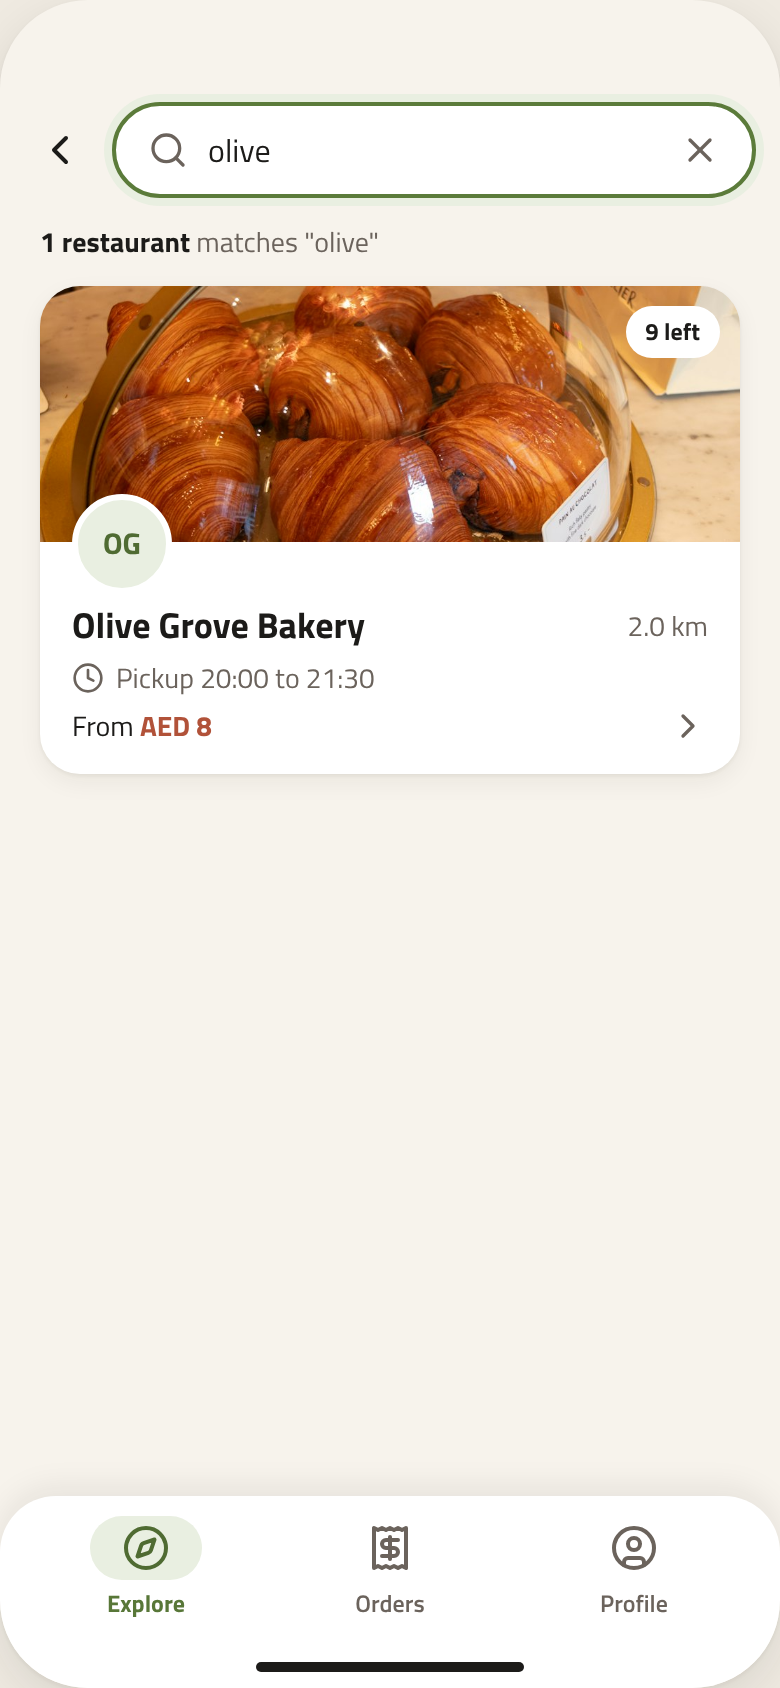 olive
1 restaurant matches "olive"
9 left
OG
Olive Grove Bakery
2.0 km
Pickup 20:00 to 21:30
From AED 8
Explore
Orders
Profile